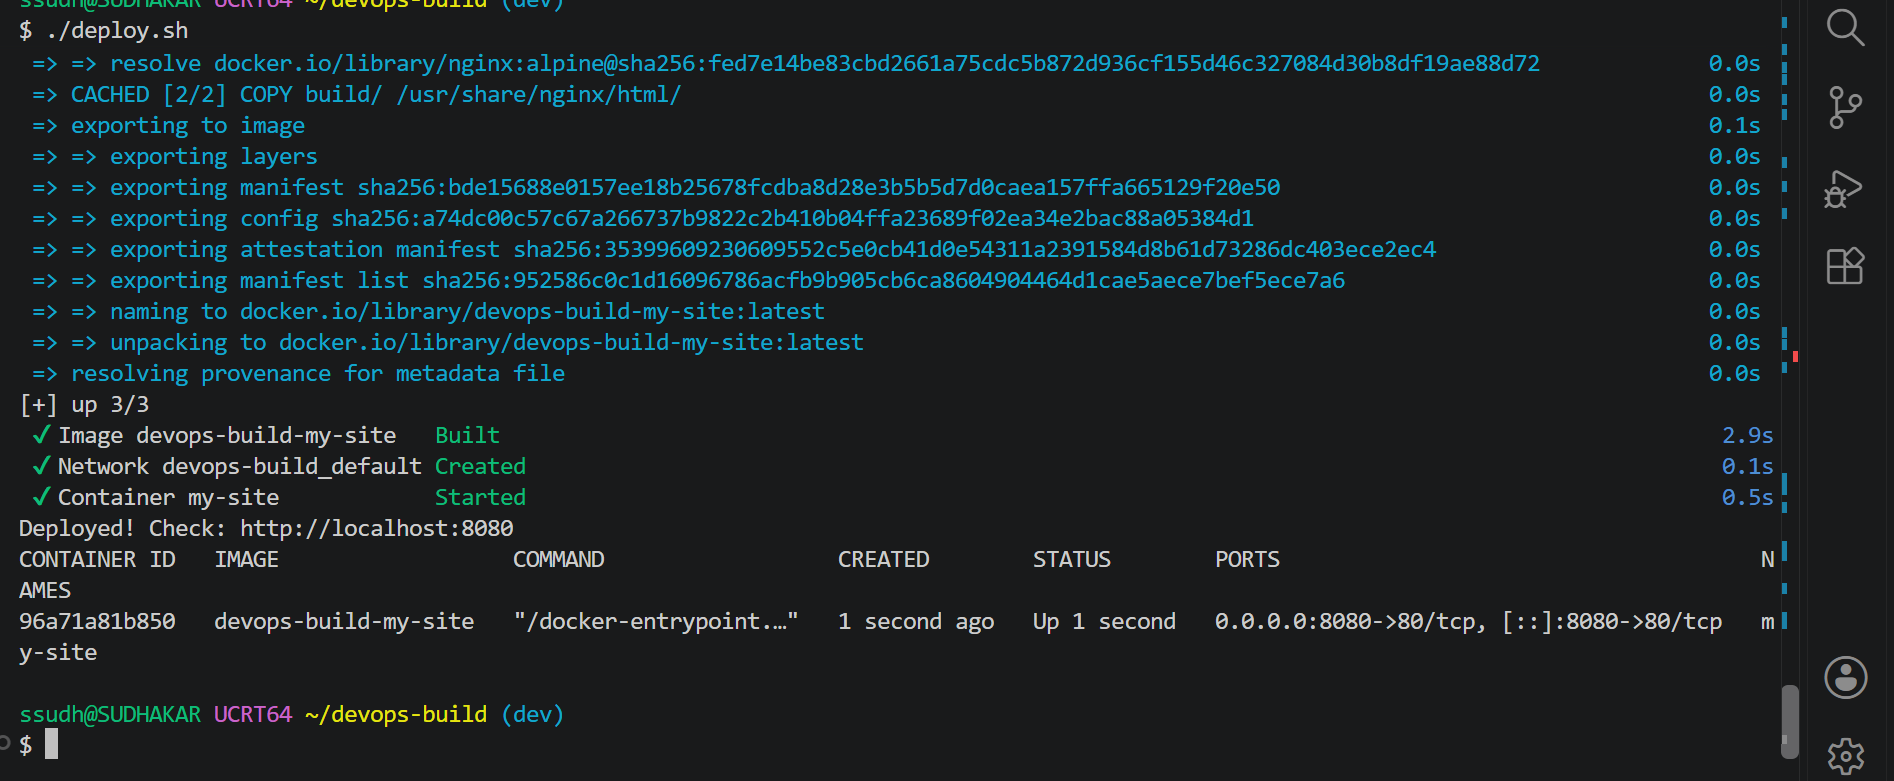 ssudh@SUDHAKAR UCRT64 ~/devops-build (dev)
$ ./deploy.sh
=> => resolve docker.io/library/nginx:alpine@sha256:fed7e14be83cbd2661a75cdc5b872d936cf155d46c327084d30b8df19ae88d72 0.0s
=> CACHED [2/2] COPY build/ /usr/share/nginx/html/ 0.0s
=> exporting to image 0.1s
=> => exporting layers 0.0s
=> => exporting manifest sha256:bde15688e0157ee18b25678fcdba8d28e3b5b5d7d0caea157ffa665129f20e50 0.0s
=> => exporting config sha256:a74dc00c57c67a266737b9822c2b410b04ffa23689f02ea34e2bac88a05384d1 0.0s
=> => exporting attestation manifest sha256:35399609230609552c5e0cb41d0e54311a2391584d8b61d73286dc403ece2ec4 0.0s
=> => exporting manifest list sha256:952586c0c1d16096786acfb9b905cb6ca8604904464d1cae5aece7bef5ece7a6 0.0s
=> => naming to docker.io/library/devops-build-my-site:latest 0.0s
=> => unpacking to docker.io/library/devops-build-my-site:latest 0.0s
=> resolving provenance for metadata file 0.0s
[+] up 3/3
✔ Image devops-build-my-site Built 2.9s
✔ Network devops-build_default Created 0.1s
✔ Container my-site Started 0.5s
Deployed! Check: http://localhost:8080
CONTAINER ID IMAGE COMMAND CREATED STATUS PORTS N
AMES
96a71a81b850 devops-build-my-site "/docker-entrypoint.…" 1 second ago Up 1 second 0.0.0.0:8080->80/tcp, [::]:8080->80/tcp m
y-site
ssudh@SUDHAKAR UCRT64 ~/devops-build (dev)
$